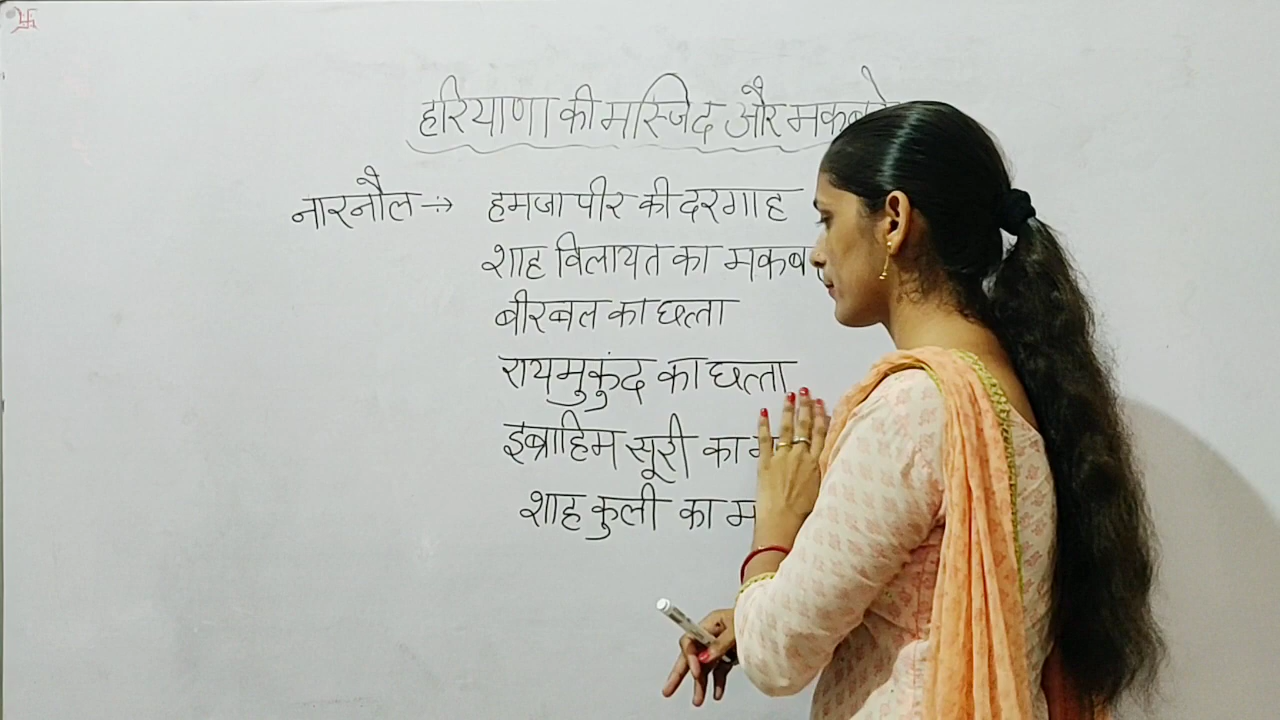 हरियाणा की मस्जिद और
नारनौल → हमजा पीर की दरगाह
शाह विलायत का
बीरबल का छत्ता
रायमुकुंद का छत्ता
इब्राहिम सूरी का
शाह कुली का